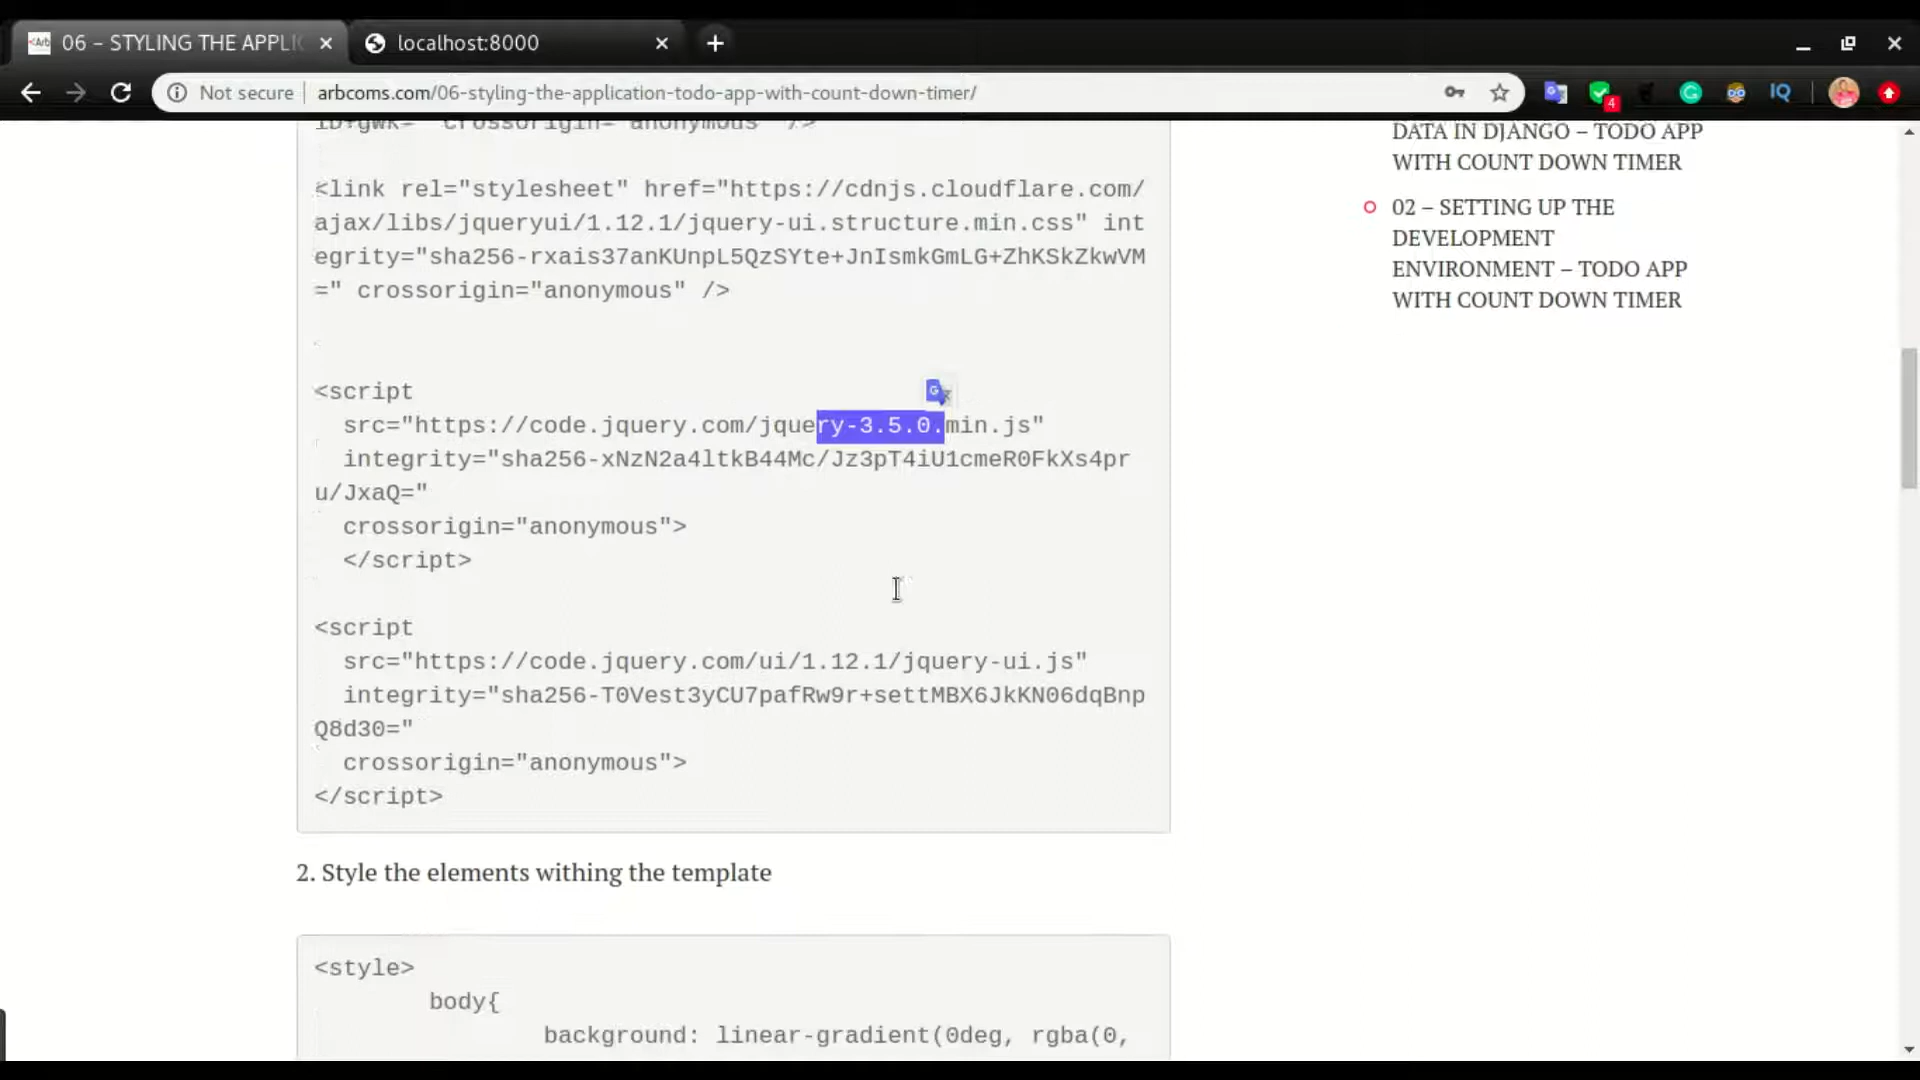 06 – STYLING THE APPLIC
localhost:8000
Not secure
arbcoms.com/06-styling-the-application-todo-app-with-count-down-timer/
4
IQ
crossorigin="anonymous" />
<link rel="stylesheet" href="https://cdnjs.cloudflare.com/
ajax/libs/jqueryui/1.12.1/jquery-ui.structure.min.css" int
egrity="sha256-rxais37anKUnpL5QzSYte+JnIsmkGmLG+ZhKSkZkwVM
=" crossorigin="anonymous" />
<script
src="https://code.jquery.com/jquery-3.5.0.min.js"
integrity="sha256-xNzN2a4ltkB44Mc/Jz3pT4iU1cmeR0FkXs4pr
u/JxaQ="
crossorigin="anonymous">
</script>
<script
src="https://code.jquery.com/ui/1.12.1/jquery-ui.js"
integrity="sha256-T0Vest3yCU7pafRw9r+settMBX6JkKN06dqBnp
Q8d30="
crossorigin="anonymous">
</script>
2. Style the elements withing the template
<style>
body{
background: linear-gradient(0deg, rgba(0,
DATA IN DJANGO – TODO APP
WITH COUNT DOWN TIMER
02 – SETTING UP THE
DEVELOPMENT
ENVIRONMENT – TODO APP
WITH COUNT DOWN TIMER